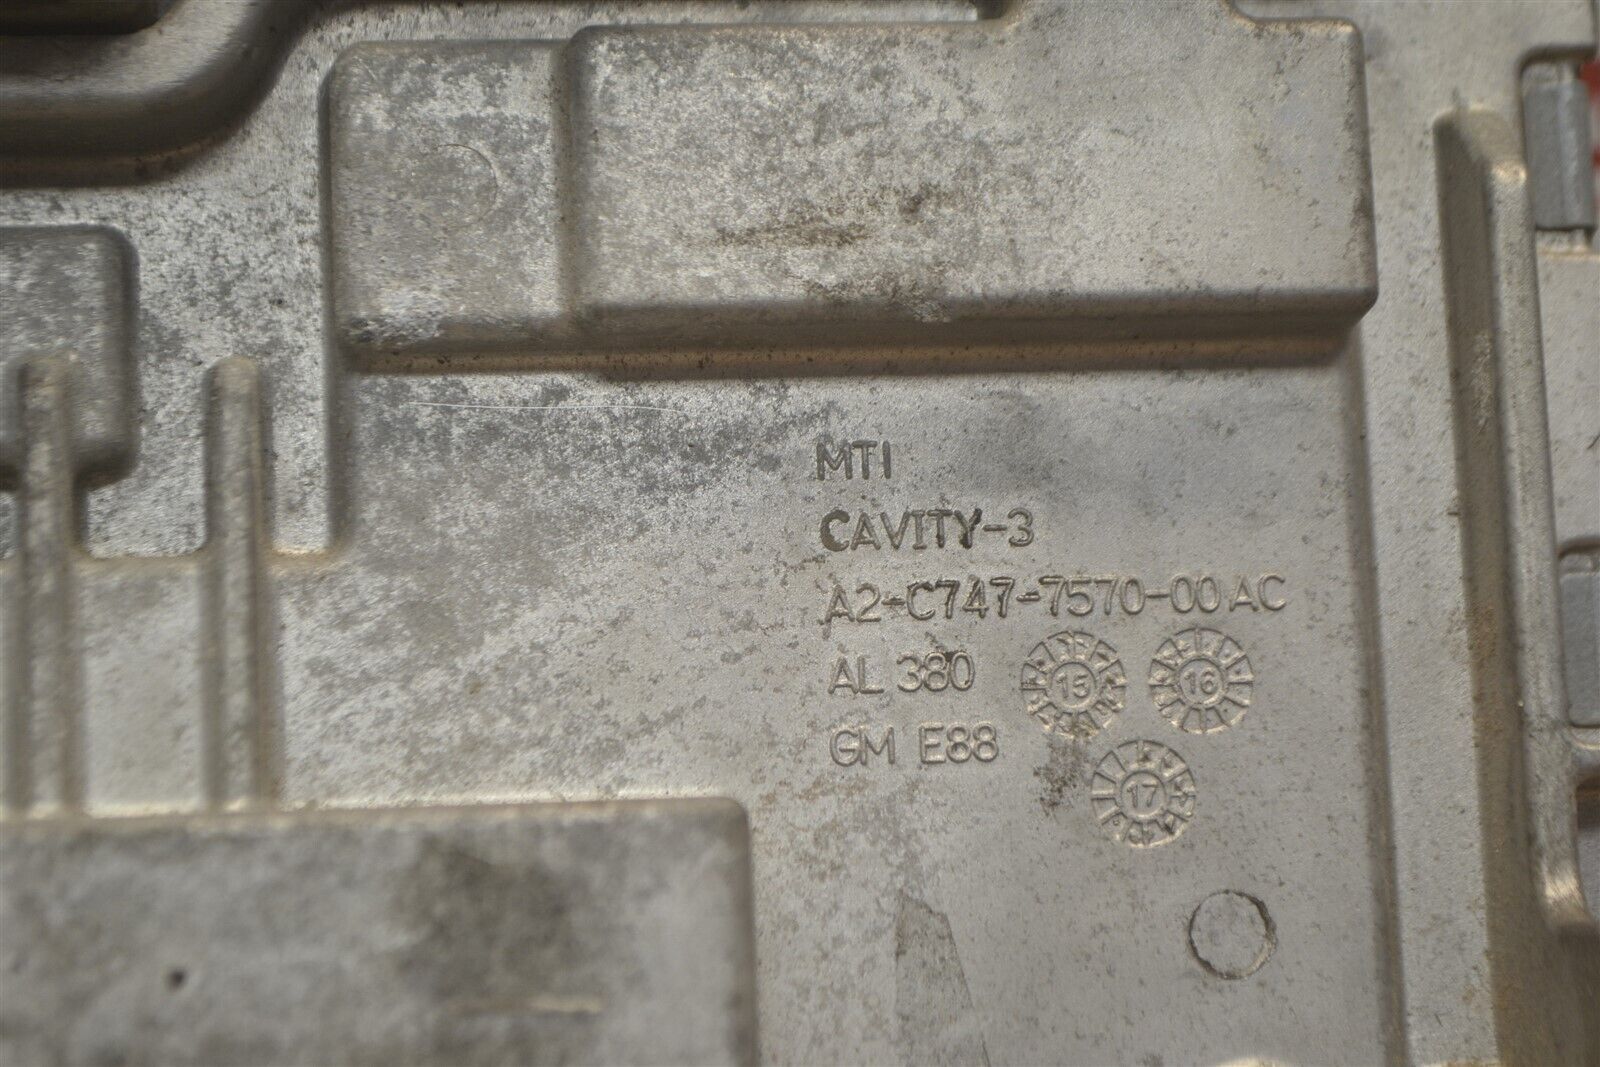 MTI
CAVITY-3
A2-C747-7570-00 AC
AL 380
15 16
GM E88
17